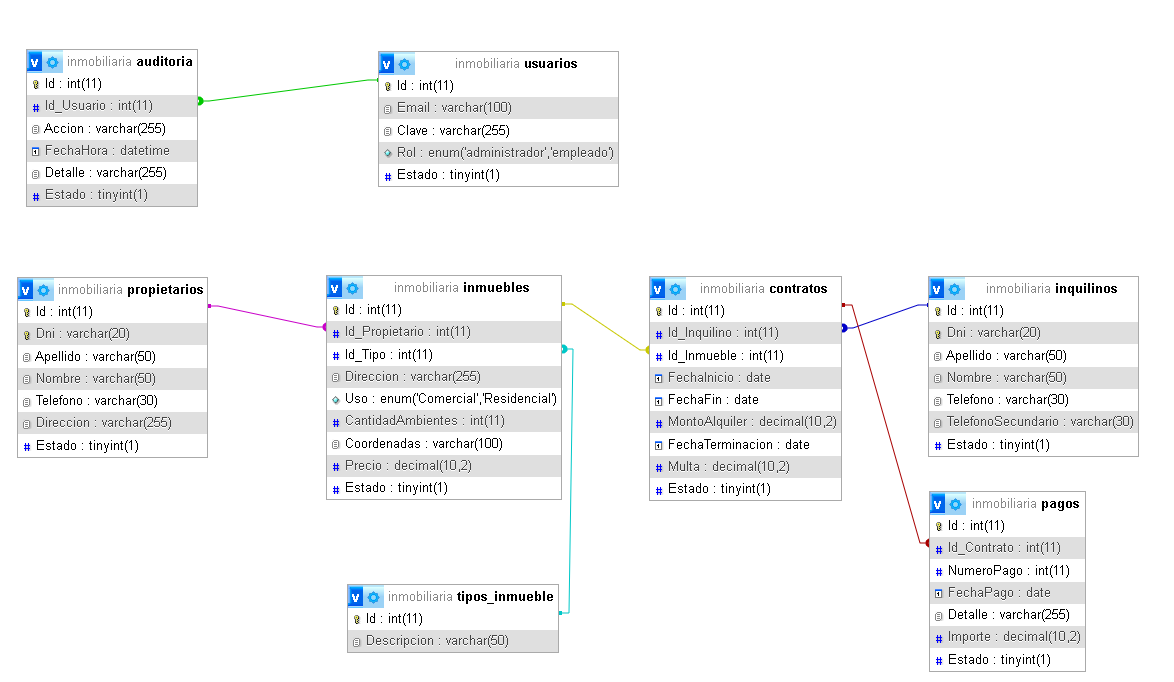 inmobiliaria auditoria
Id : int(11)
Id_Usuario : int(11)
Accion : varchar(255)
FechaHora : datetime
Detalle : varchar(255)
Estado : tinyint(1)
inmobiliaria usuarios
Id : int(11)
Email : varchar(100)
Clave : varchar(255)
Rol : enum('administrador','empleado')
Estado : tinyint(1)
inmobiliaria propietarios
Id : int(11)
Dni : varchar(20)
Apellido : varchar(50)
Nombre : varchar(50)
Telefono : varchar(30)
Direccion : varchar(255)
Estado : tinyint(1)
inmobiliaria inmuebles
Id : int(11)
Id_Propietario : int(11)
Id_Tipo : int(11)
Direccion : varchar(255)
Uso : enum('Comercial','Residencial')
CantidadAmbientes : int(11)
Coordenadas : varchar(100)
Precio : decimal(10,2)
Estado : tinyint(1)
inmobiliaria contratos
Id : int(11)
Id_Inquilino : int(11)
Id_Inmueble : int(11)
FechaInicio : date
FechaFin : date
MontoAlquiler : decimal(10,2)
FechaTerminacion : date
Multa : decimal(10,2)
Estado : tinyint(1)
inmobiliaria inquilinos
Id : int(11)
Dni : varchar(20)
Apellido : varchar(50)
Nombre : varchar(50)
Telefono : varchar(30)
TelefonoSecundario : varchar(30)
Estado : tinyint(1)
inmobiliaria pagos
Id : int(11)
Id_Contrato : int(11)
NumeroPago : int(11)
FechaPago : date
Detalle : varchar(255)
Importe : decimal(10,2)
Estado : tinyint(1)
inmobiliaria tipos_inmueble
Id : int(11)
Descripcion : varchar(50)